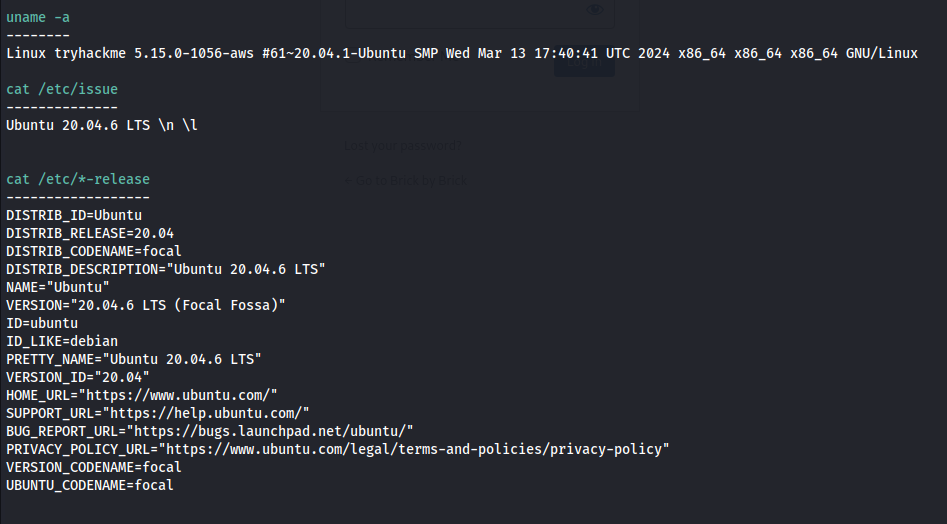 uname -a
--------
Linux tryhackme 5.15.0-1056-aws #61~20.04.1-Ubuntu SMP Wed Mar 13 17:40:41 UTC 2024 x86_64 x86_64 x86_64 GNU/Linux
cat /etc/issue
--------------
Ubuntu 20.04.6 LTS \n \l
Lost your password?
cat /etc/*-release
← Go to Brick by Brick
------------------
DISTRIB_ID=Ubuntu
DISTRIB_RELEASE=20.04
DISTRIB_CODENAME=focal
DISTRIB_DESCRIPTION="Ubuntu 20.04.6 LTS"
NAME="Ubuntu"
VERSION="20.04.6 LTS (Focal Fossa)"
ID=ubuntu
ID_LIKE=debian
PRETTY_NAME="Ubuntu 20.04.6 LTS"
VERSION_ID="20.04"
HOME_URL="https://www.ubuntu.com/"
SUPPORT_URL="https://help.ubuntu.com/"
BUG_REPORT_URL="https://bugs.launchpad.net/ubuntu/"
PRIVACY_POLICY_URL="https://www.ubuntu.com/legal/terms-and-policies/privacy-policy"
VERSION_CODENAME=focal
UBUNTU_CODENAME=focal